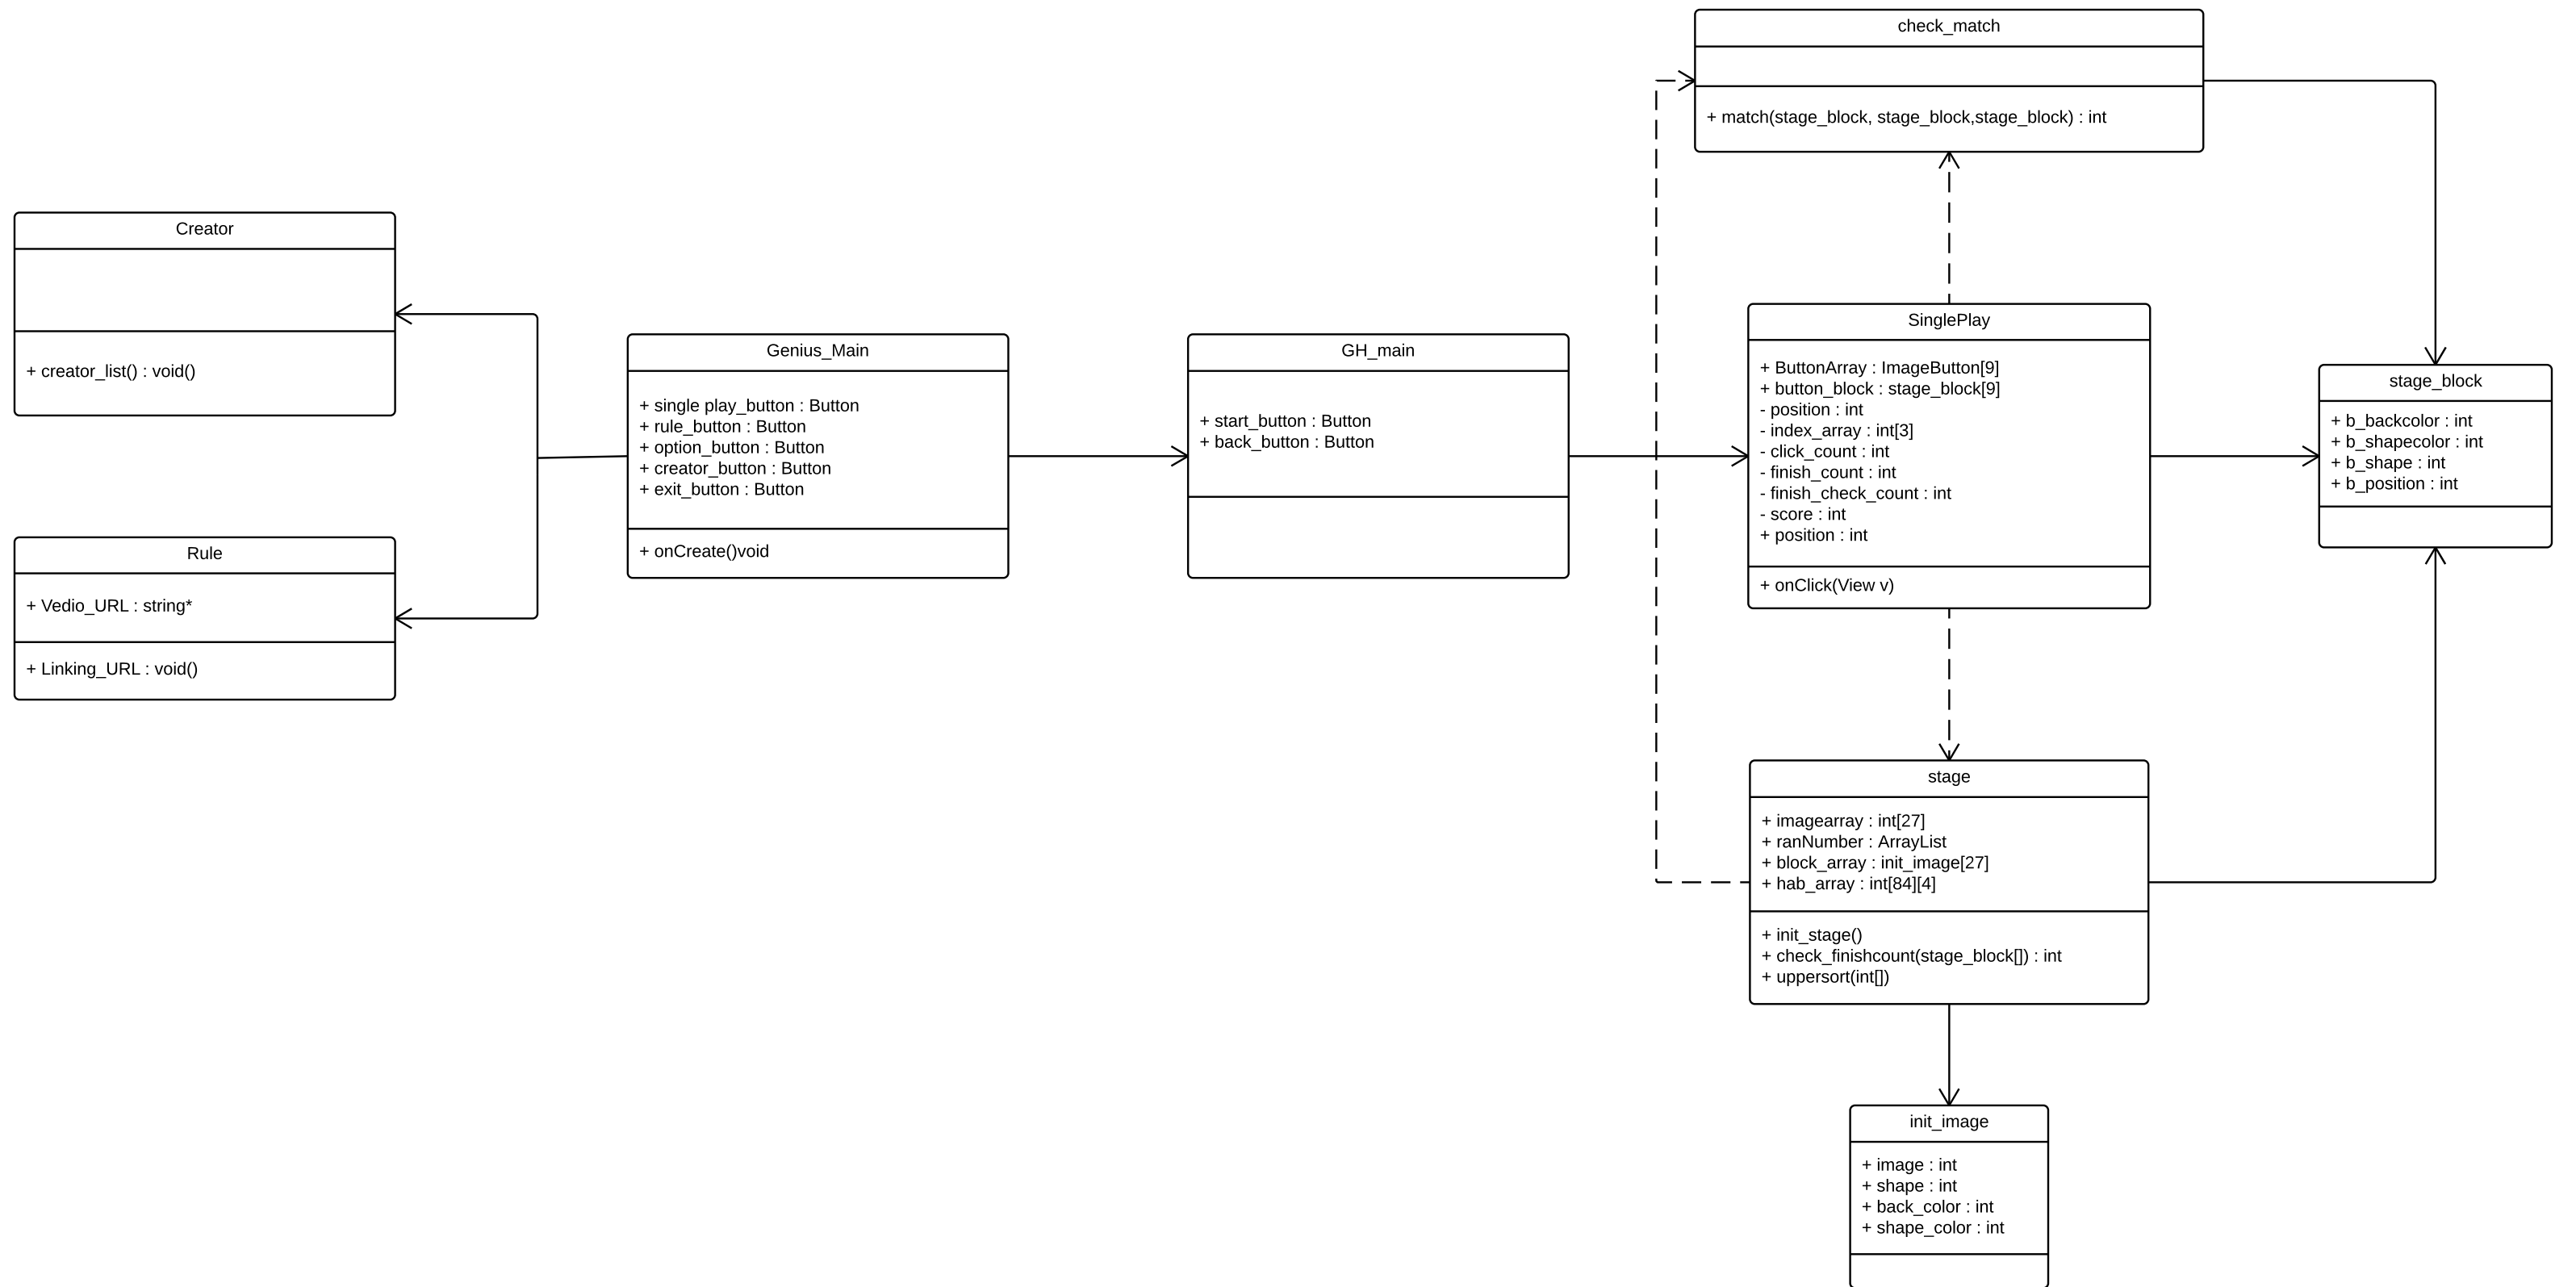 check_match
+ match(stage_block, stage_block,stage_block) : int
Creator
+ creator_list() : void()
Rule
+ Vedio_URL : string*
+ Linking_URL : void()
Genius_Main
+ single play_button : Button
+ rule_button : Button
+ option_button : Button
+ creator_button : Button
+ exit_button : Button
+ onCreate()void
GH_main
+ start_button : Button
+ back_button : Button
SinglePlay
+ ButtonArray : ImageButton[9]
+ button_block : stage_block[9]
- position : int
- index_array : int[3]
- click_count : int
- finish_count : int
- finish_check_count : int
- score : int
+ position : int
+ onClick(View v)
stage_block
+ b_backcolor : int
+ b_shapecolor : int
+ b_shape : int
+ b_position : int
stage
+ imagearray : int[27]
+ ranNumber : ArrayList
+ block_array : init_image[27]
+ hab_array : int[84][4]
+ init_stage()
+ check_finishcount(stage_block[]) : int
+ uppersort(int[])
init_image
+ image : int
+ shape : int
+ back_color : int
+ shape_color : int